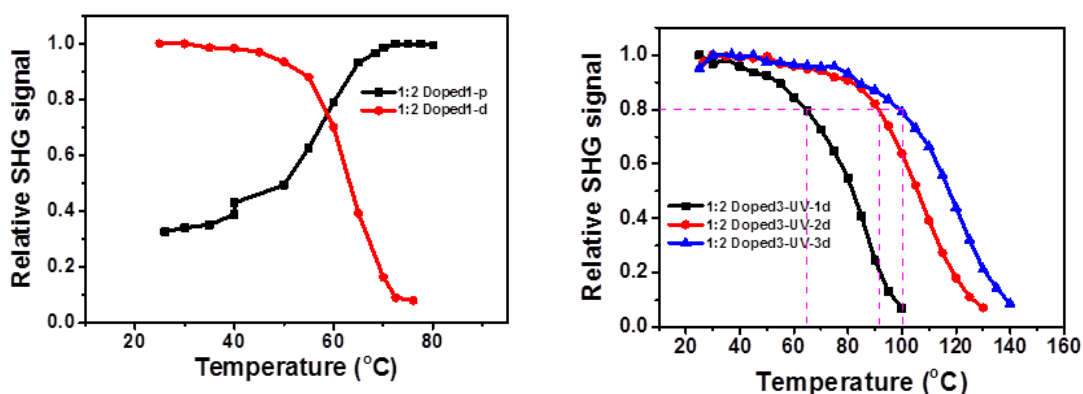 Relative SHG signal
1.0
0.8
0.6
0.4
0.2
0.0
20
40
60
80
Temperature (°C)
1:2 Doped1-p
1:2 Doped1-d
Relative SHG signal
1.0
0.8
0.6
0.4
0.2
0.0
20
40
60
80
100
120
140
160
Temperature (°C)
1:2 Doped3-UV-1d
1:2 Doped3-UV-2d
1:2 Doped3-UV-3d